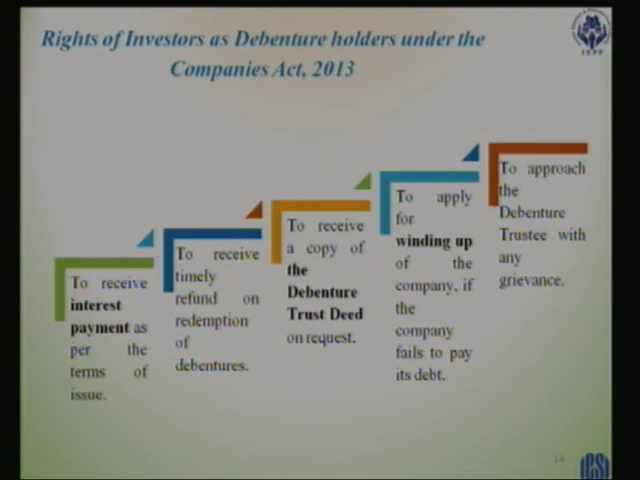 Rights of Investors as Debenture holders under the
Companies Act, 2013
IEPF
To receive
interest
payment as
per the
terms of
issue.
To receive
timely
refund on
redemption
of
debentures.
To receive
a copy of
the
Debenture
Trust Deed
on request.
To apply
for
winding up
of the
company, if
the
company
fails to pay
its debt.
To approach
the
Debenture
Trustee with
any
grievance.
14
ICSI